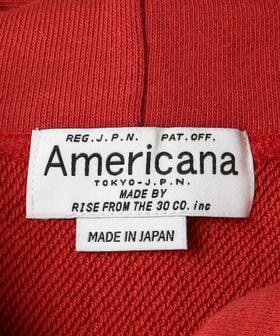 REG.J.P.N. PAT.OFF.
Americana
TOKYO-J.P.N.
MADE BY
RISE FROM THE 30 CO. inc
MADE IN JAPAN